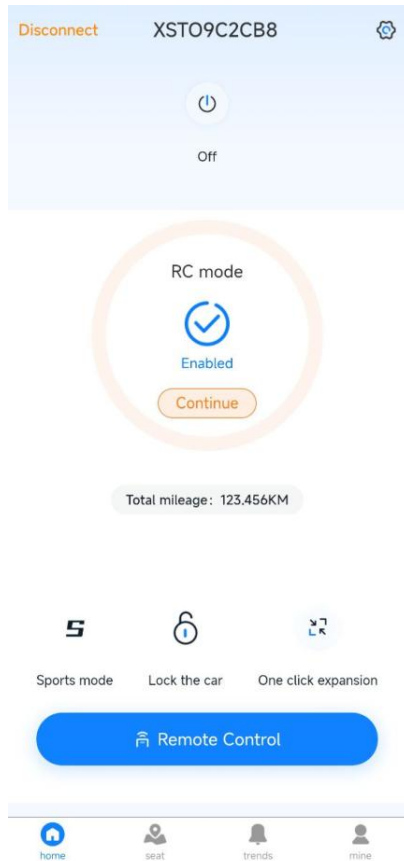 Disconnect XSTO9C2CB8
Off
RC mode
Enabled
Continue
Total mileage: 123.456KM
Sports mode Lock the car One click expansion
Remote Control
home seat trends mine